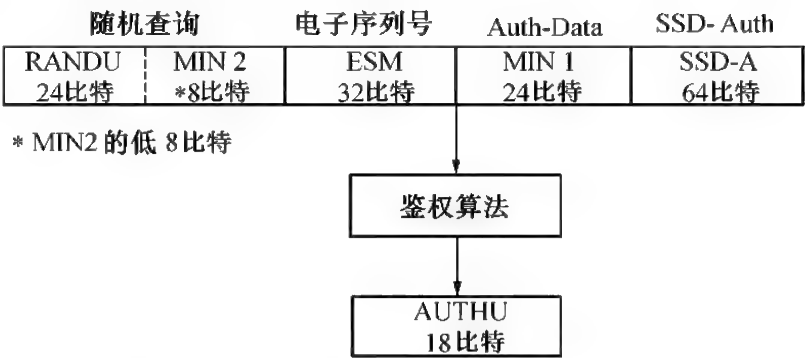 随机查询 电子序列号 Auth-Data SSD- Auth
RANDU MIN 2 ESM MIN 1 SSD-A
24比特 *8比特 32比特 24比特 64比特
* MIN2 的低 8比特
鉴权算法
AUTHU
18比特